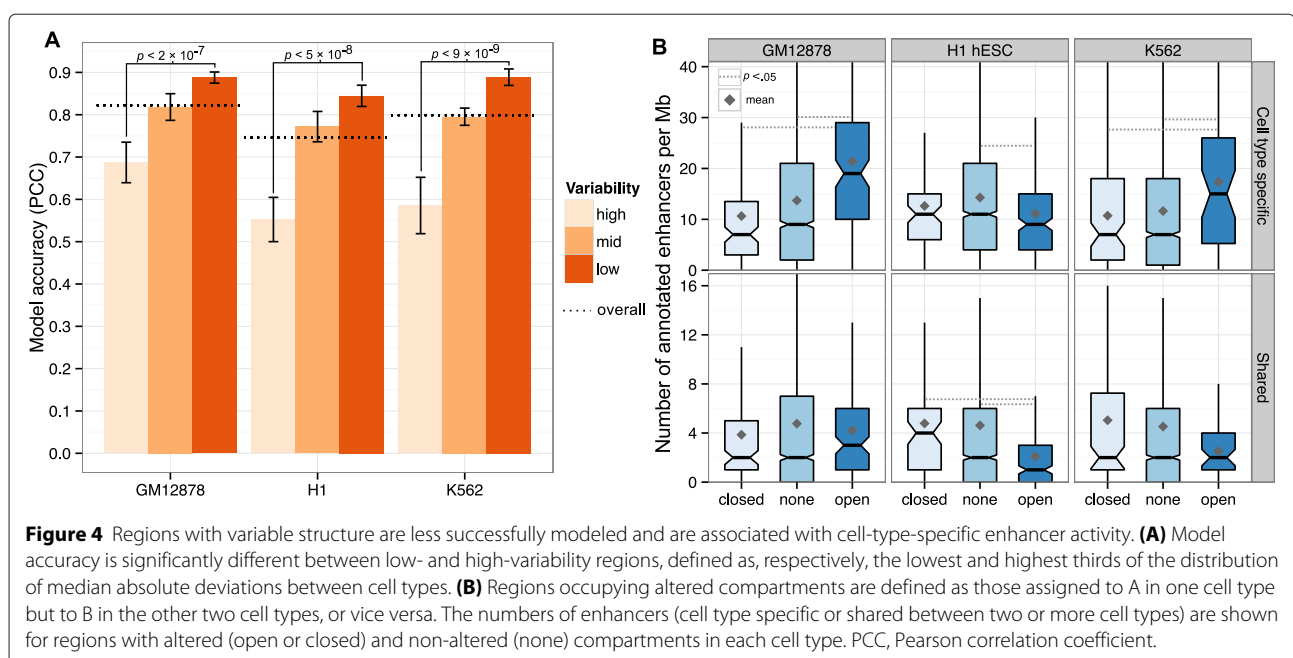 A
p < 2 × 10-7
p < 5 × 10-8
p < 9 × 10-9
Model accuracy (PCC)
0.9
0.8
0.7
0.6
0.5
0.4
0.3
0.2
0.1
0.0
GM12878
H1
K562
Variability
high
mid
low
overall
B
GM12878
H1 hESC
K562
Number of annotated enhancers per Mb
40
30
20
10
0
p <.05
mean
Cell type specific
16
12
8
4
0
Shared
closed none open
closed none open
closed none open
Figure 4 Regions with variable structure are less successfully modeled and are associated with cell-type-specific enhancer activity. (A) Model
accuracy is significantly different between low- and high-variability regions, defined as, respectively, the lowest and highest thirds of the distribution
of median absolute deviations between cell types. (B) Regions occupying altered compartments are defined as those assigned to A in one cell type
but to B in the other two cell types, or vice versa. The numbers of enhancers (cell type specific or shared between two or more cell types) are shown
for regions with altered (open or closed) and non-altered (none) compartments in each cell type. PCC, Pearson correlation coefficient.